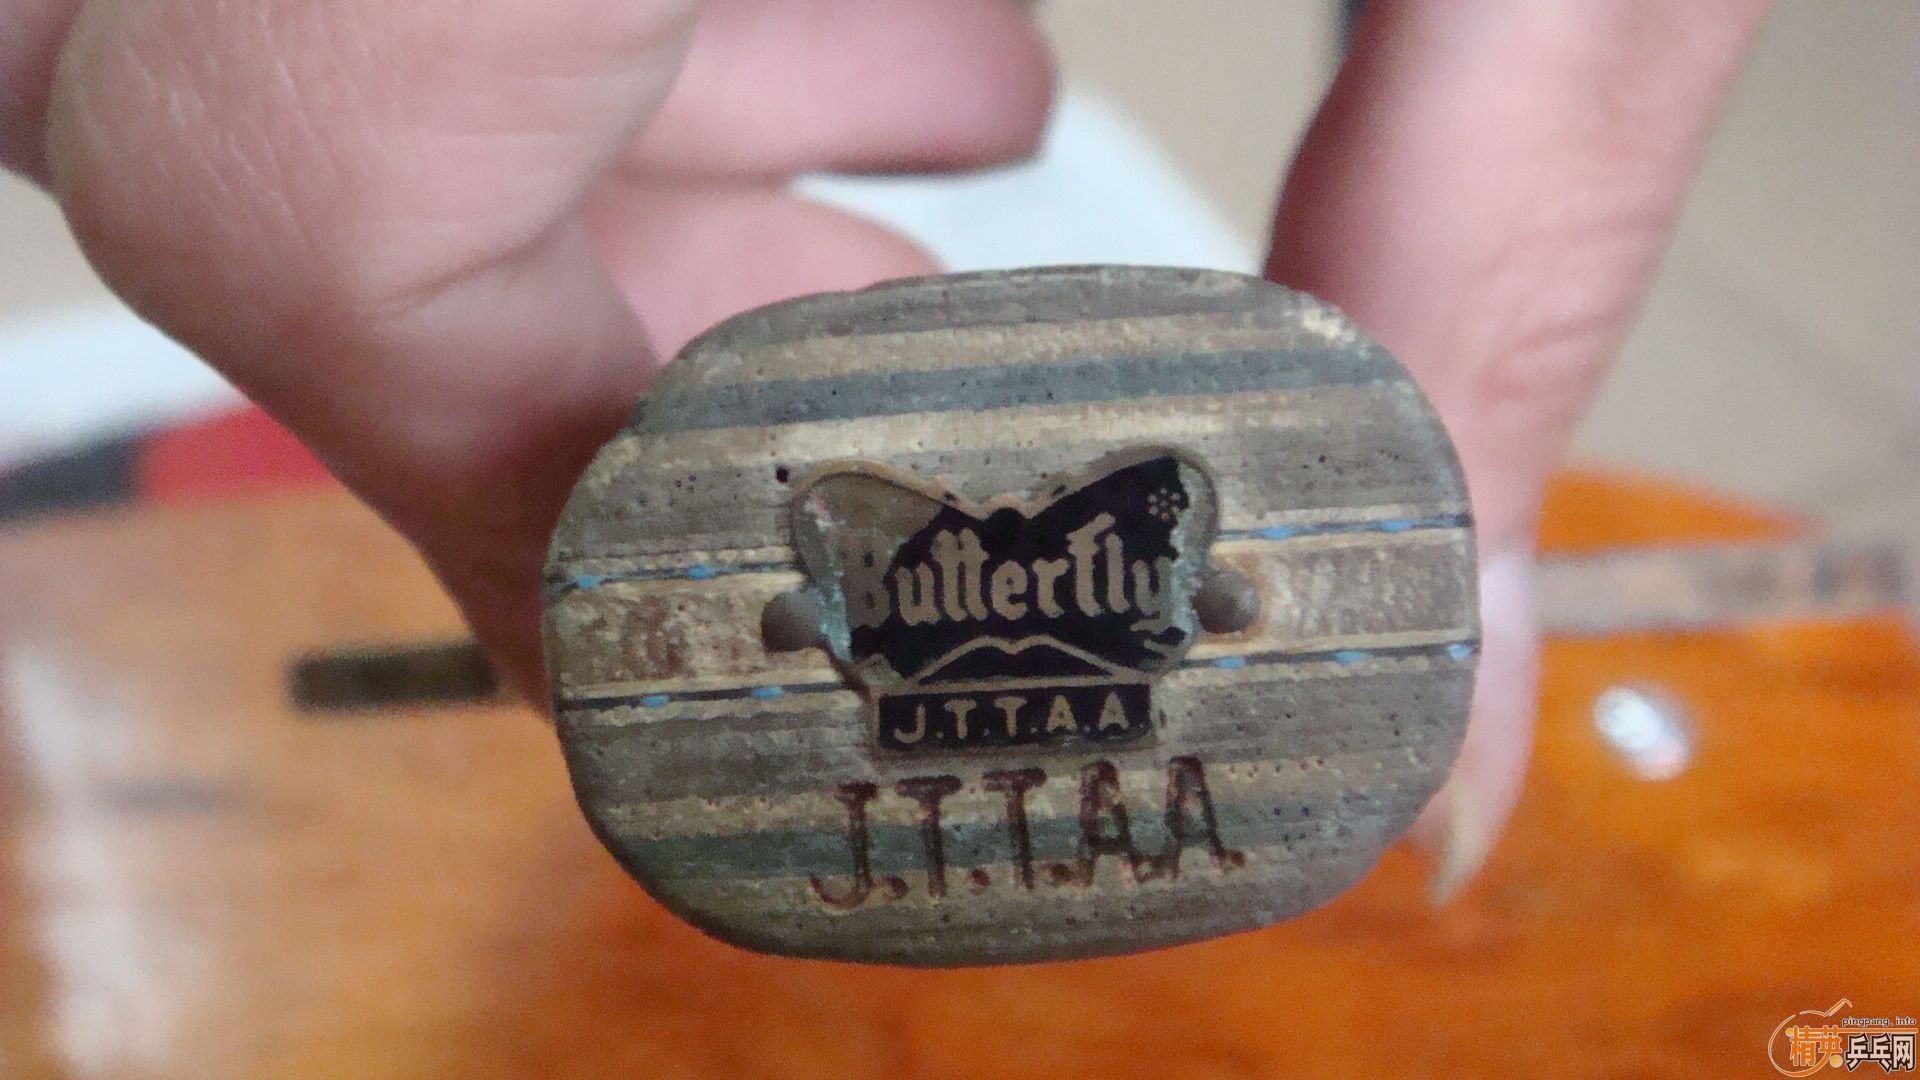 Butterfly
J.T.T.A.A.
J.T.T.A.A
pingpang.info
精英乒乓网